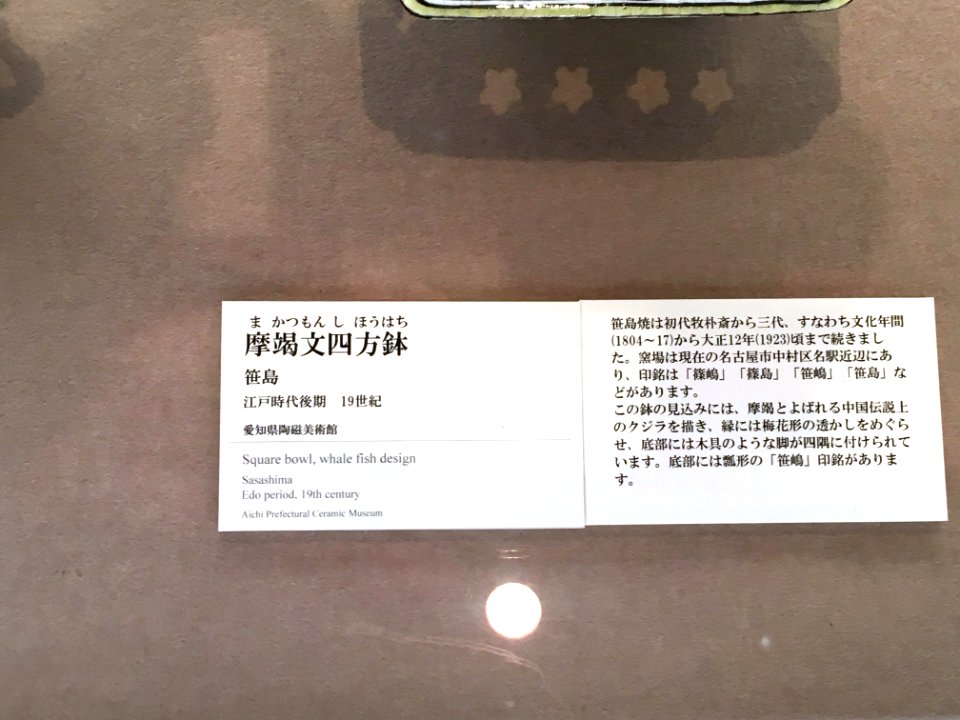 ま かつもん し ほうはち
摩竭文四方鉢
笹島
江戸時代後期　19世紀
愛知県陶磁美術館
Square bowl, whale fish design
Sasashima
Edo period, 19th century
Aichi Prefectural Ceramic Museum
笹島焼は初代牧朴斎から三代、すなわち文化年間
(1804～17)から大正12年(1923)頃まで続きまし
た。窯場は現在の名古屋市中村区名駅近辺にあ
り、印銘は「篠嶋」「篠島」「笹嶋」「笹島」な
どがあります。
この鉢の見込みには、摩竭とよばれる中国伝説上
のクジラを描き、縁には梅花形の透かしをめぐら
せ、底部には木具のような脚が四隅に付けられて
います。底部には瓢形の「笹嶋」印銘がありま
す。